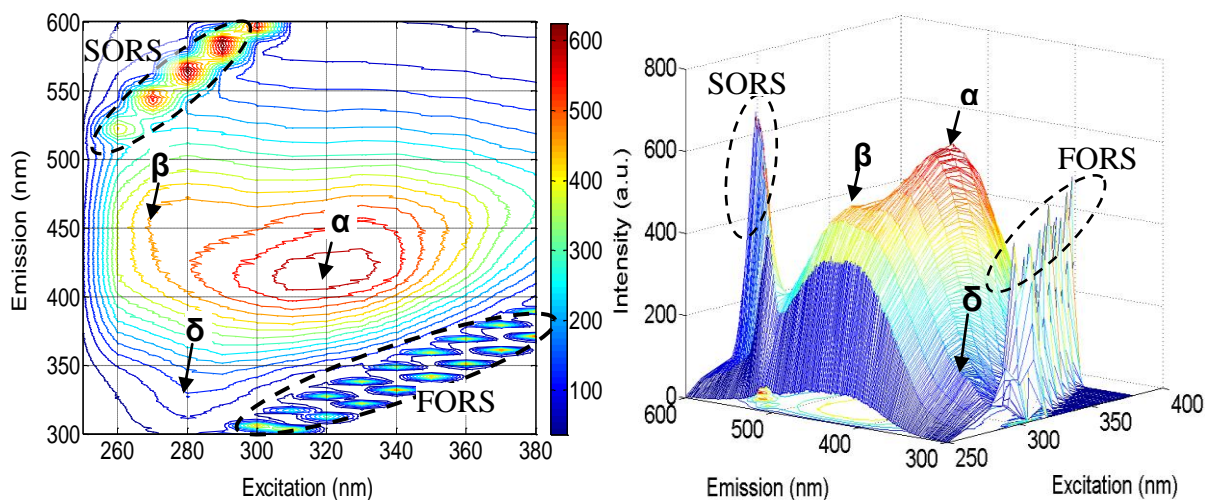 600
550
500
450
400
350
300
Emission (nm)
260
280
300
320
340
360
380
Excitation (nm)
SORS
β
α
δ
FORS
600
500
400
300
200
100
800
600
400
200
0
Intensity (a.u.)
SORS
β
α
FORS
δ
600
500
400
300
Emission (nm)
250
300
350
400
Excitation (nm)